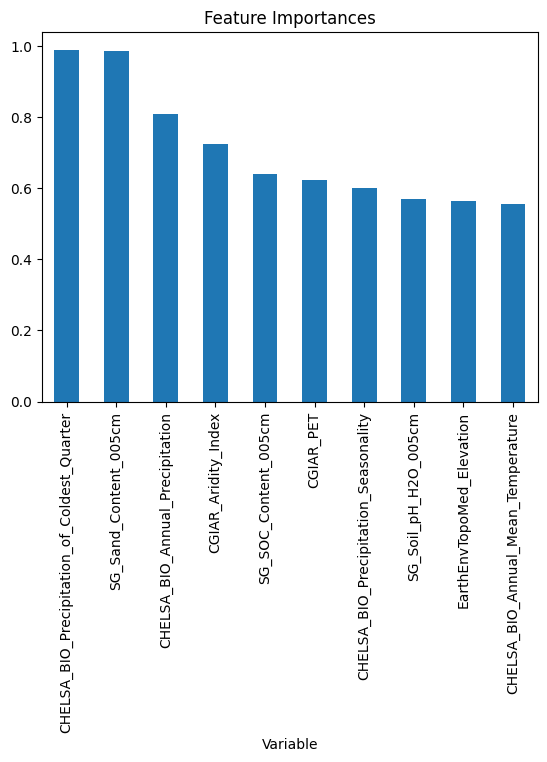 Feature Importances
1.0
0.8
0.6
0.4
0.2
0.0
CHELSA_BIO_Precipitation_of_Coldest_Quarter
SG_Sand_Content_005cm
CHELSA_BIO_Annual_Precipitation
CGIAR_Aridity_Index
SG_SOC_Content_005cm
CGIAR_PET
CHELSA_BIO_Precipitation_Seasonality
SG_Soil_pH_H2O_005cm
EarthEnvTopoMed_Elevation
CHELSA_BIO_Annual_Mean_Temperature
Variable